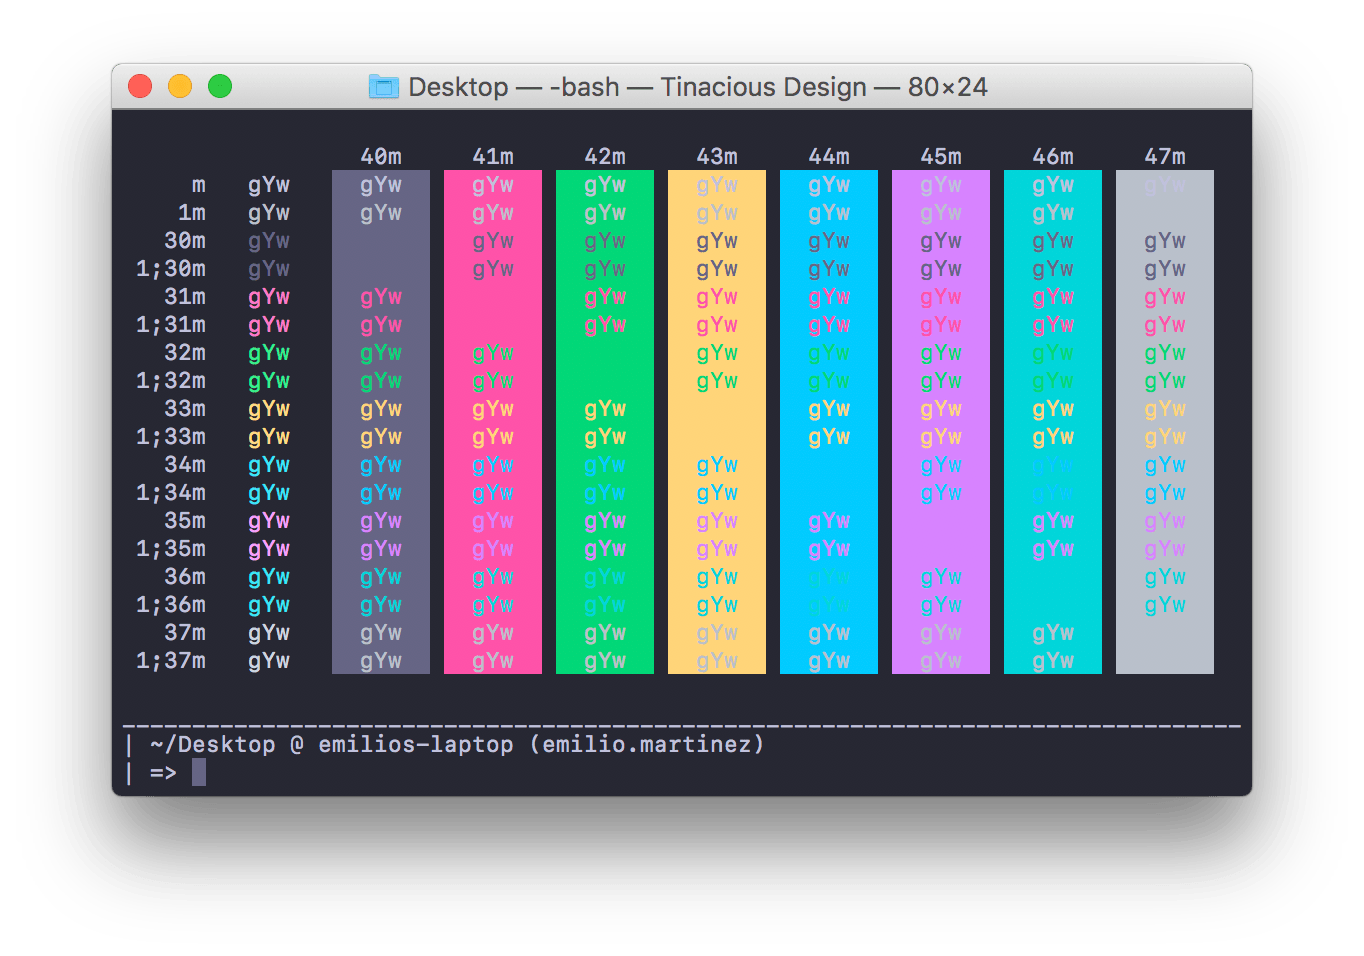 Desktop — -bash — Tinacious Design — 80×24
40m 41m 42m 43m 44m 45m 46m 47m
m gYw gYw gYw gYw gYw gYw gYw gYw gYw
1m gYw gYw gYw gYw gYw gYw gYw gYw
30m gYw gYw gYw gYw gYw gYw gYw gYw
1;30m gYw gYw gYw gYw gYw gYw gYw gYw
31m gYw gYw gYw gYw gYw gYw gYw gYw
1;31m gYw gYw gYw gYw gYw gYw gYw gYw
32m gYw gYw gYw gYw gYw gYw gYw gYw
1;32m gYw gYw gYw gYw gYw gYw gYw gYw
33m gYw gYw gYw gYw gYw gYw gYw gYw
1;33m gYw gYw gYw gYw gYw gYw gYw gYw
34m gYw gYw gYw gYw gYw gYw gYw gYw
1;34m gYw gYw gYw gYw gYw gYw gYw gYw
35m gYw gYw gYw gYw gYw gYw gYw gYw
1;35m gYw gYw gYw gYw gYw gYw gYw gYw
36m gYw gYw gYw gYw gYw gYw gYw gYw
1;36m gYw gYw gYw gYw gYw gYw gYw gYw
37m gYw gYw gYw gYw gYw gYw gYw gYw
1;37m gYw gYw gYw gYw gYw gYw gYw gYw
________________________________________________________________________________
| ~/Desktop @ emilios-laptop (emilio.martinez)
| =>